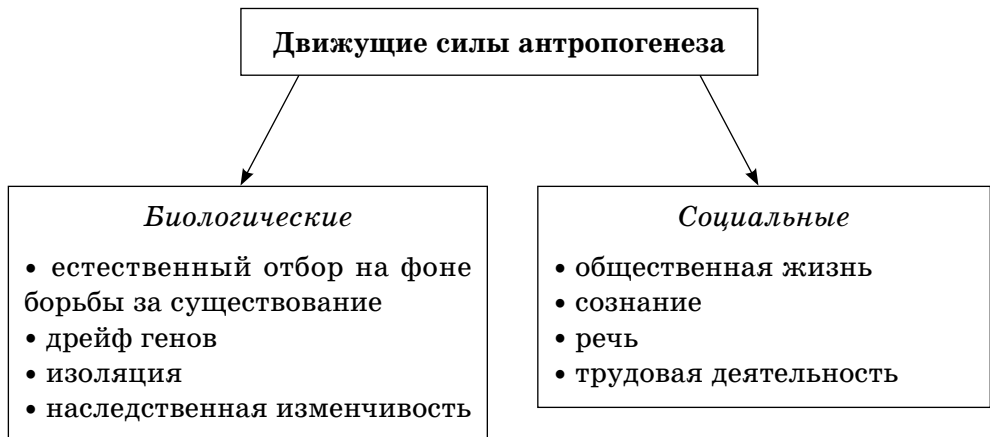 Движущие силы антропогенеза
Биологические
• естественный отбор на фоне
борьбы за существование
• дрейф генов
• изоляция
• наследственная изменчивость
Социальные
• общественная жизнь
• сознание
• речь
• трудовая деятельность